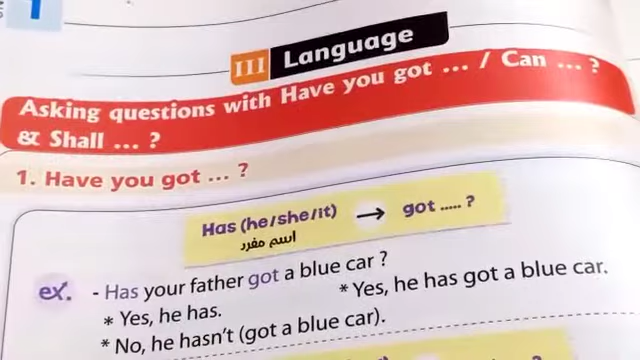 1
III Language
Asking questions with Have you got ... / Can ... ?
& Shall ... ?
1. Have you got ... ?
Has (he/she/it) → got ..... ?
اسم مفرد
ex. - Has your father got a blue car ?
* Yes, he has. * Yes, he has got a blue car.
* No, he hasn't (got a blue car).